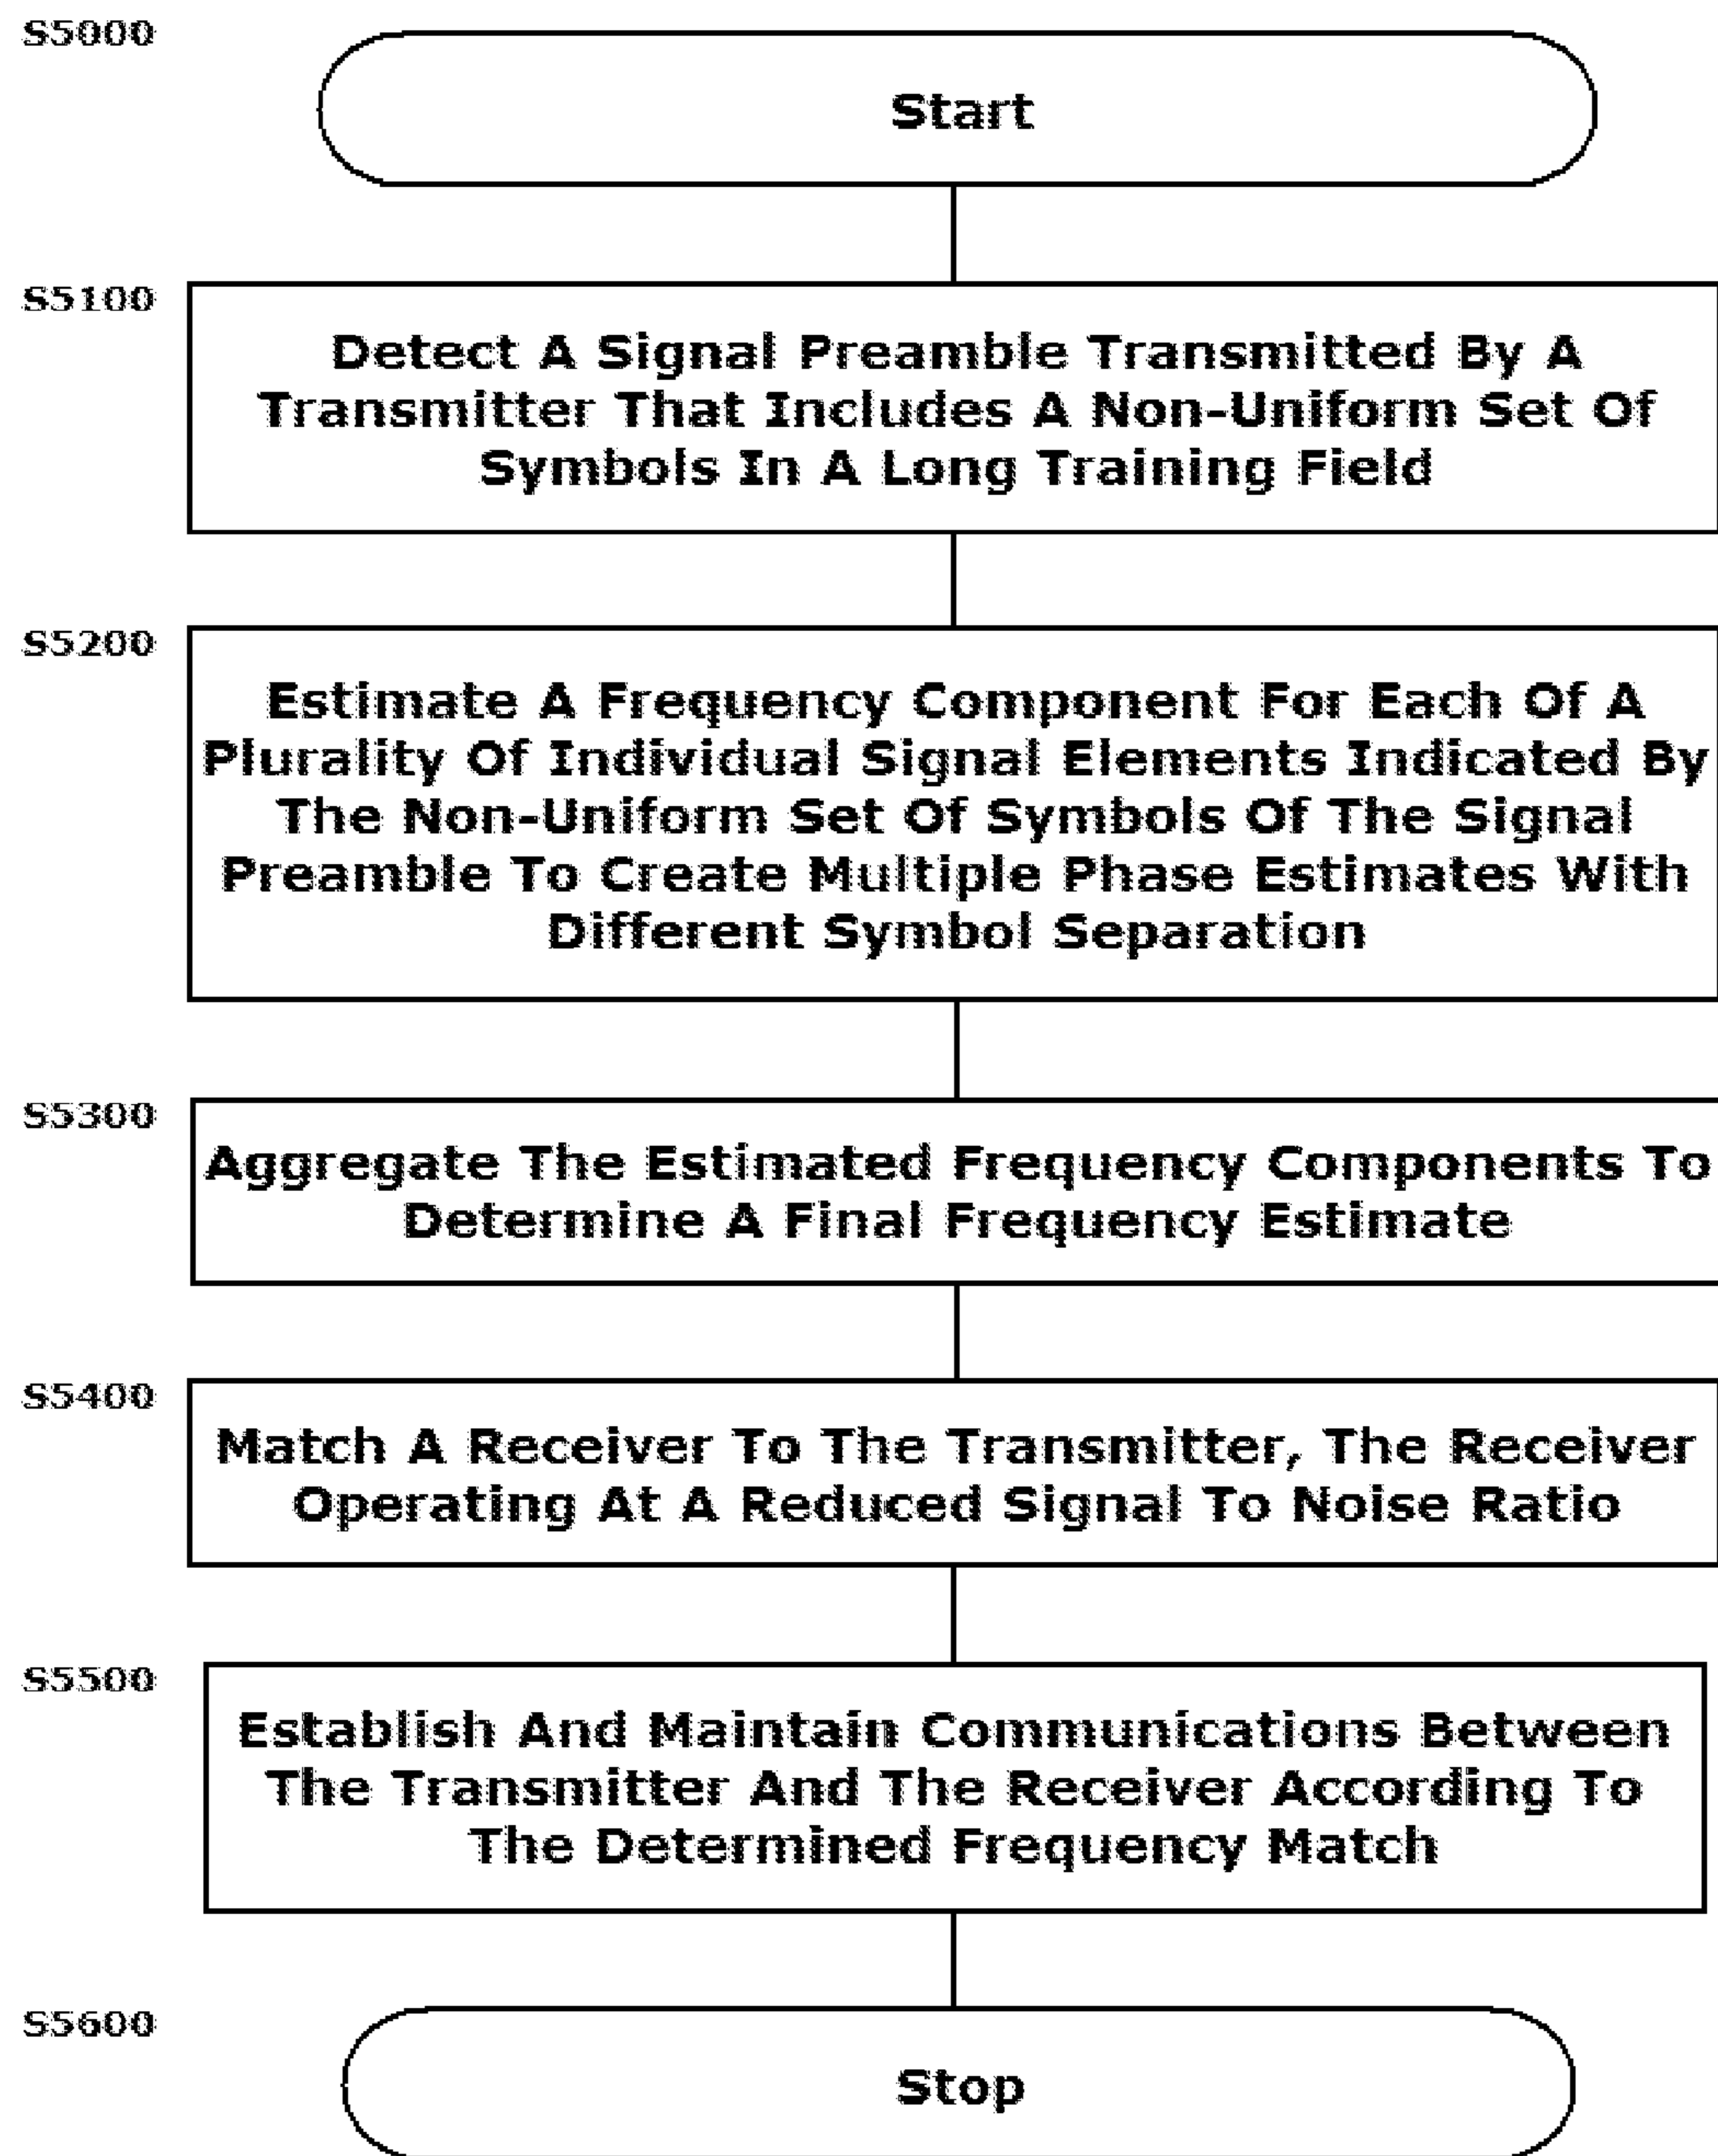 S5000
Start
S5100
Detect A Signal Preamble Transmitted By A
Transmitter That Includes A Non-Uniform Set Of
Symbols In A Long Training Field
S5200
Estimate A Frequency Component For Each Of A
Plurality Of Individual Signal Elements Indicated By
The Non-Uniform Set Of Symbols Of The Signal
Preamble To Create Multiple Phase Estimates With
Different Symbol Separation
S5300
Aggregate The Estimated Frequency Components To
Determine A Final Frequency Estimate
S5400
Match A Receiver To The Transmitter, The Receiver
Operating At A Reduced Signal To Noise Ratio
S5500
Establish And Maintain Communications Between
The Transmitter And The Receiver According To
The Determined Frequency Match
S5600
Stop